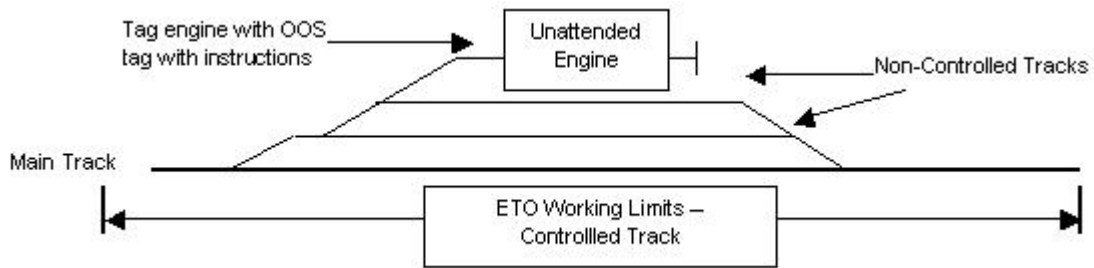 Tag engine with OOS
tag with instructions
Unattended
Engine
Non-Controlled Tracks
Main Track
ETO Working Limits –
Controllled Track